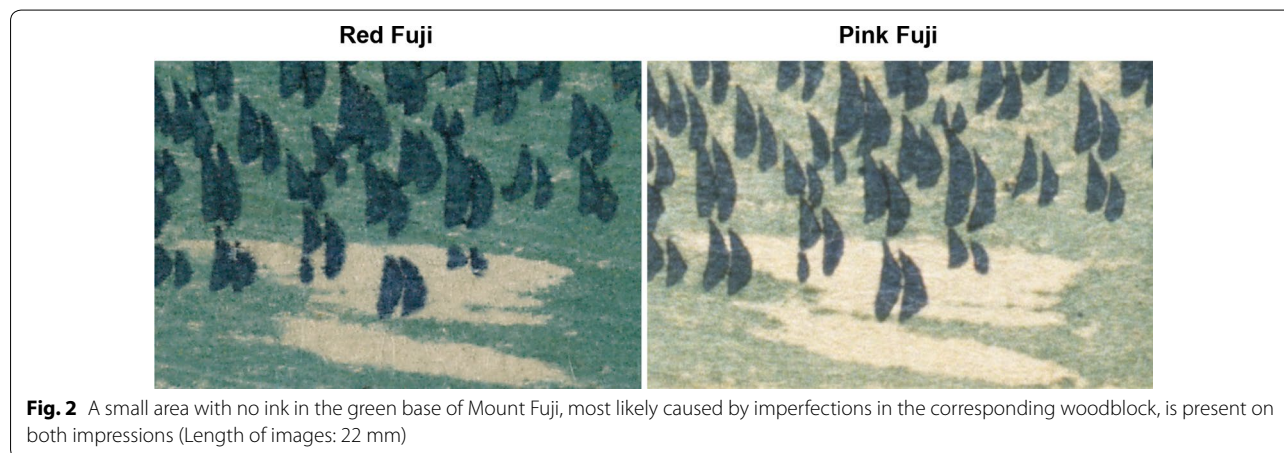 Red Fuji
Pink Fuji
Fig. 2 A small area with no ink in the green base of Mount Fuji, most likely caused by imperfections in the corresponding woodblock, is present on
both impressions (Length of images: 22 mm)